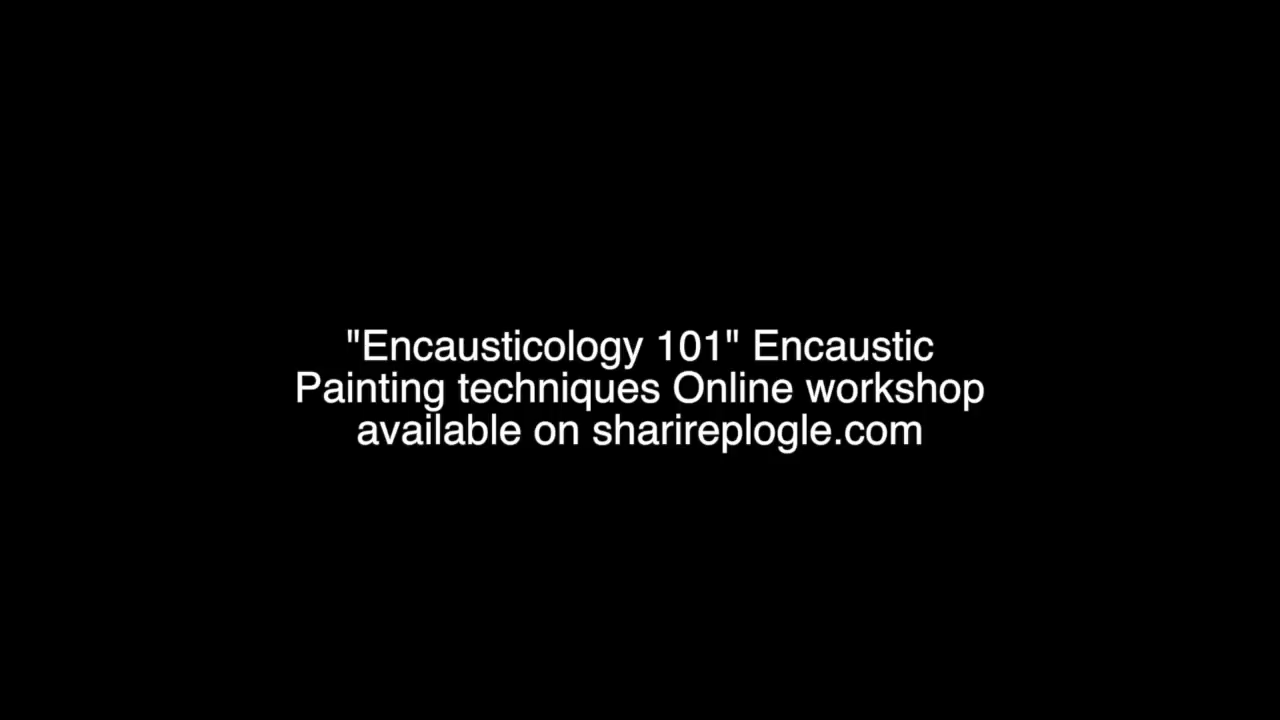 "Encausticology 101" Encaustic
Painting techniques Online workshop
available on sharireplogle.com